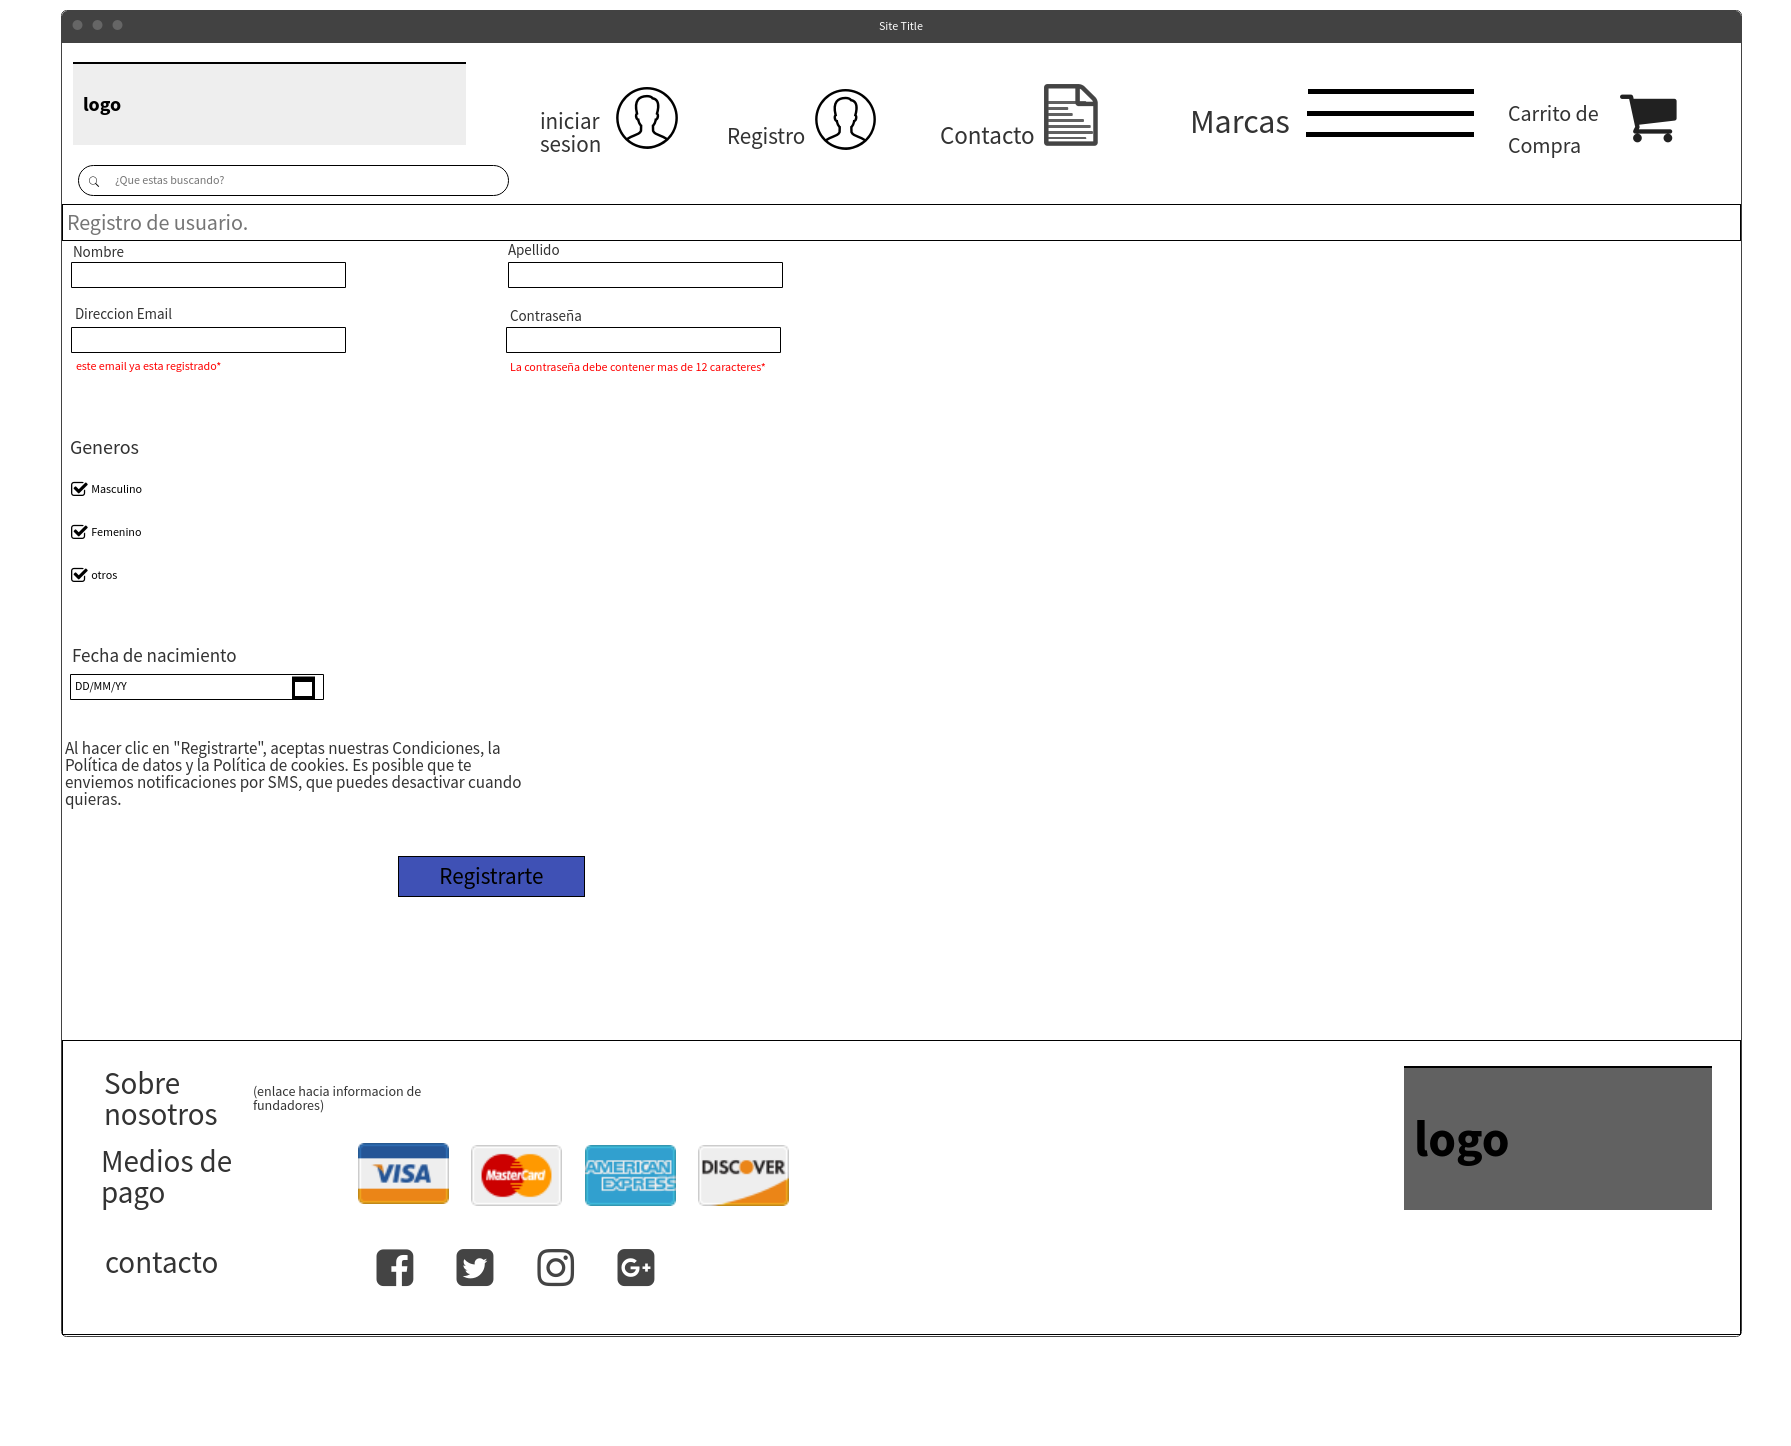 Site Title
logo
iniciar
sesion
Registro
Contacto
Marcas
Carrito de
Compra
¿Que estas buscando?
Registro de usuario.
Nombre
Apellido
Direccion Email
Contraseña
este email ya esta registrado*
La contraseña debe contener mas de 12 caracteres*
Generos
Masculino
Femenino
otros
Fecha de nacimiento
DD/MM/YY
Al hacer clic en "Registrarte", aceptas nuestras Condiciones, la
Política de datos y la Política de cookies. Es posible que te
enviemos notificaciones por SMS, que puedes desactivar cuando
quieras.
Registrarte
Sobre
nosotros
(enlace hacia informacion de
fundadores)
logo
Medios de
pago
VISA
MasterCard
AMERICAN
EXPRESS
DISCOVER
contacto
G+